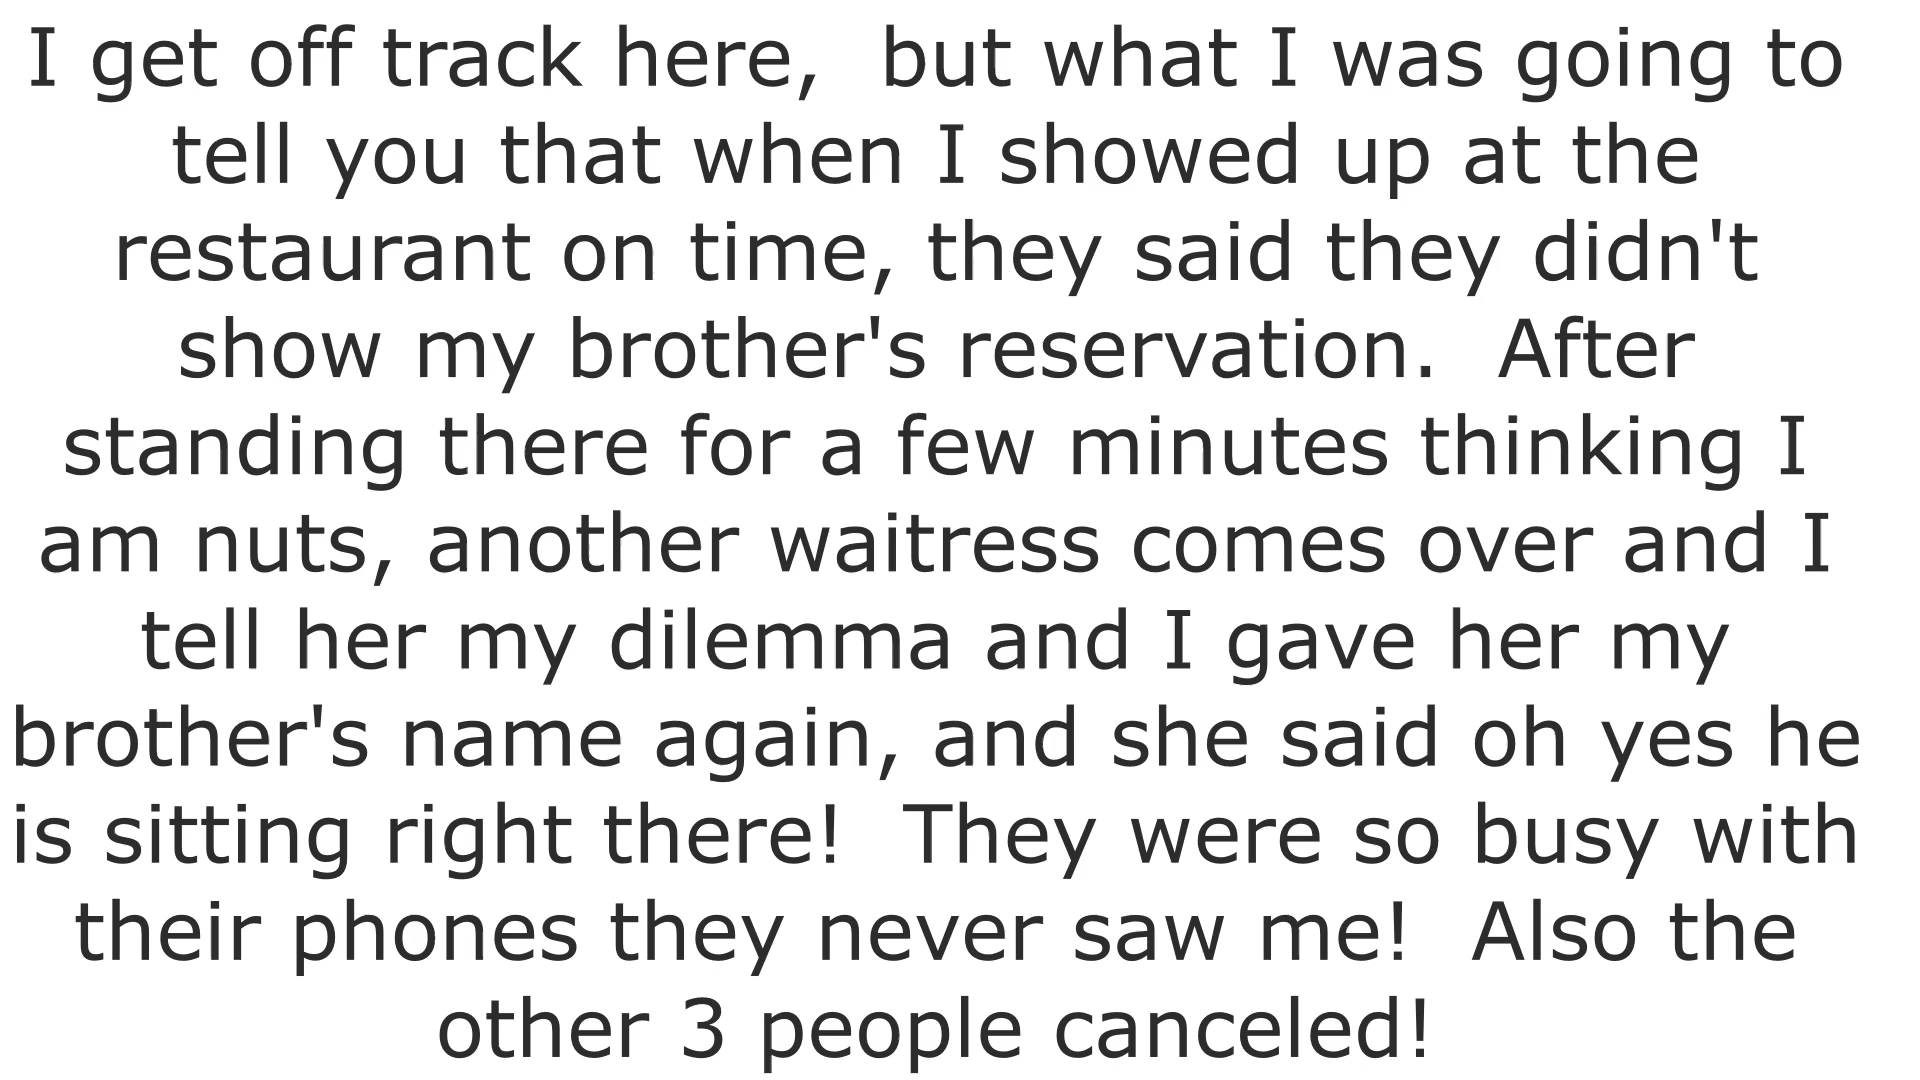 I get off track here,  but what I was going to
tell you that when I showed up at the
restaurant on time, they said they didn't
show my brother's reservation.  After
standing there for a few minutes thinking I
am nuts, another waitress comes over and I
tell her my dilemma and I gave her my
brother's name again, and she said oh yes he
is sitting right there!  They were so busy with
their phones they never saw me!  Also the
other 3 people canceled!